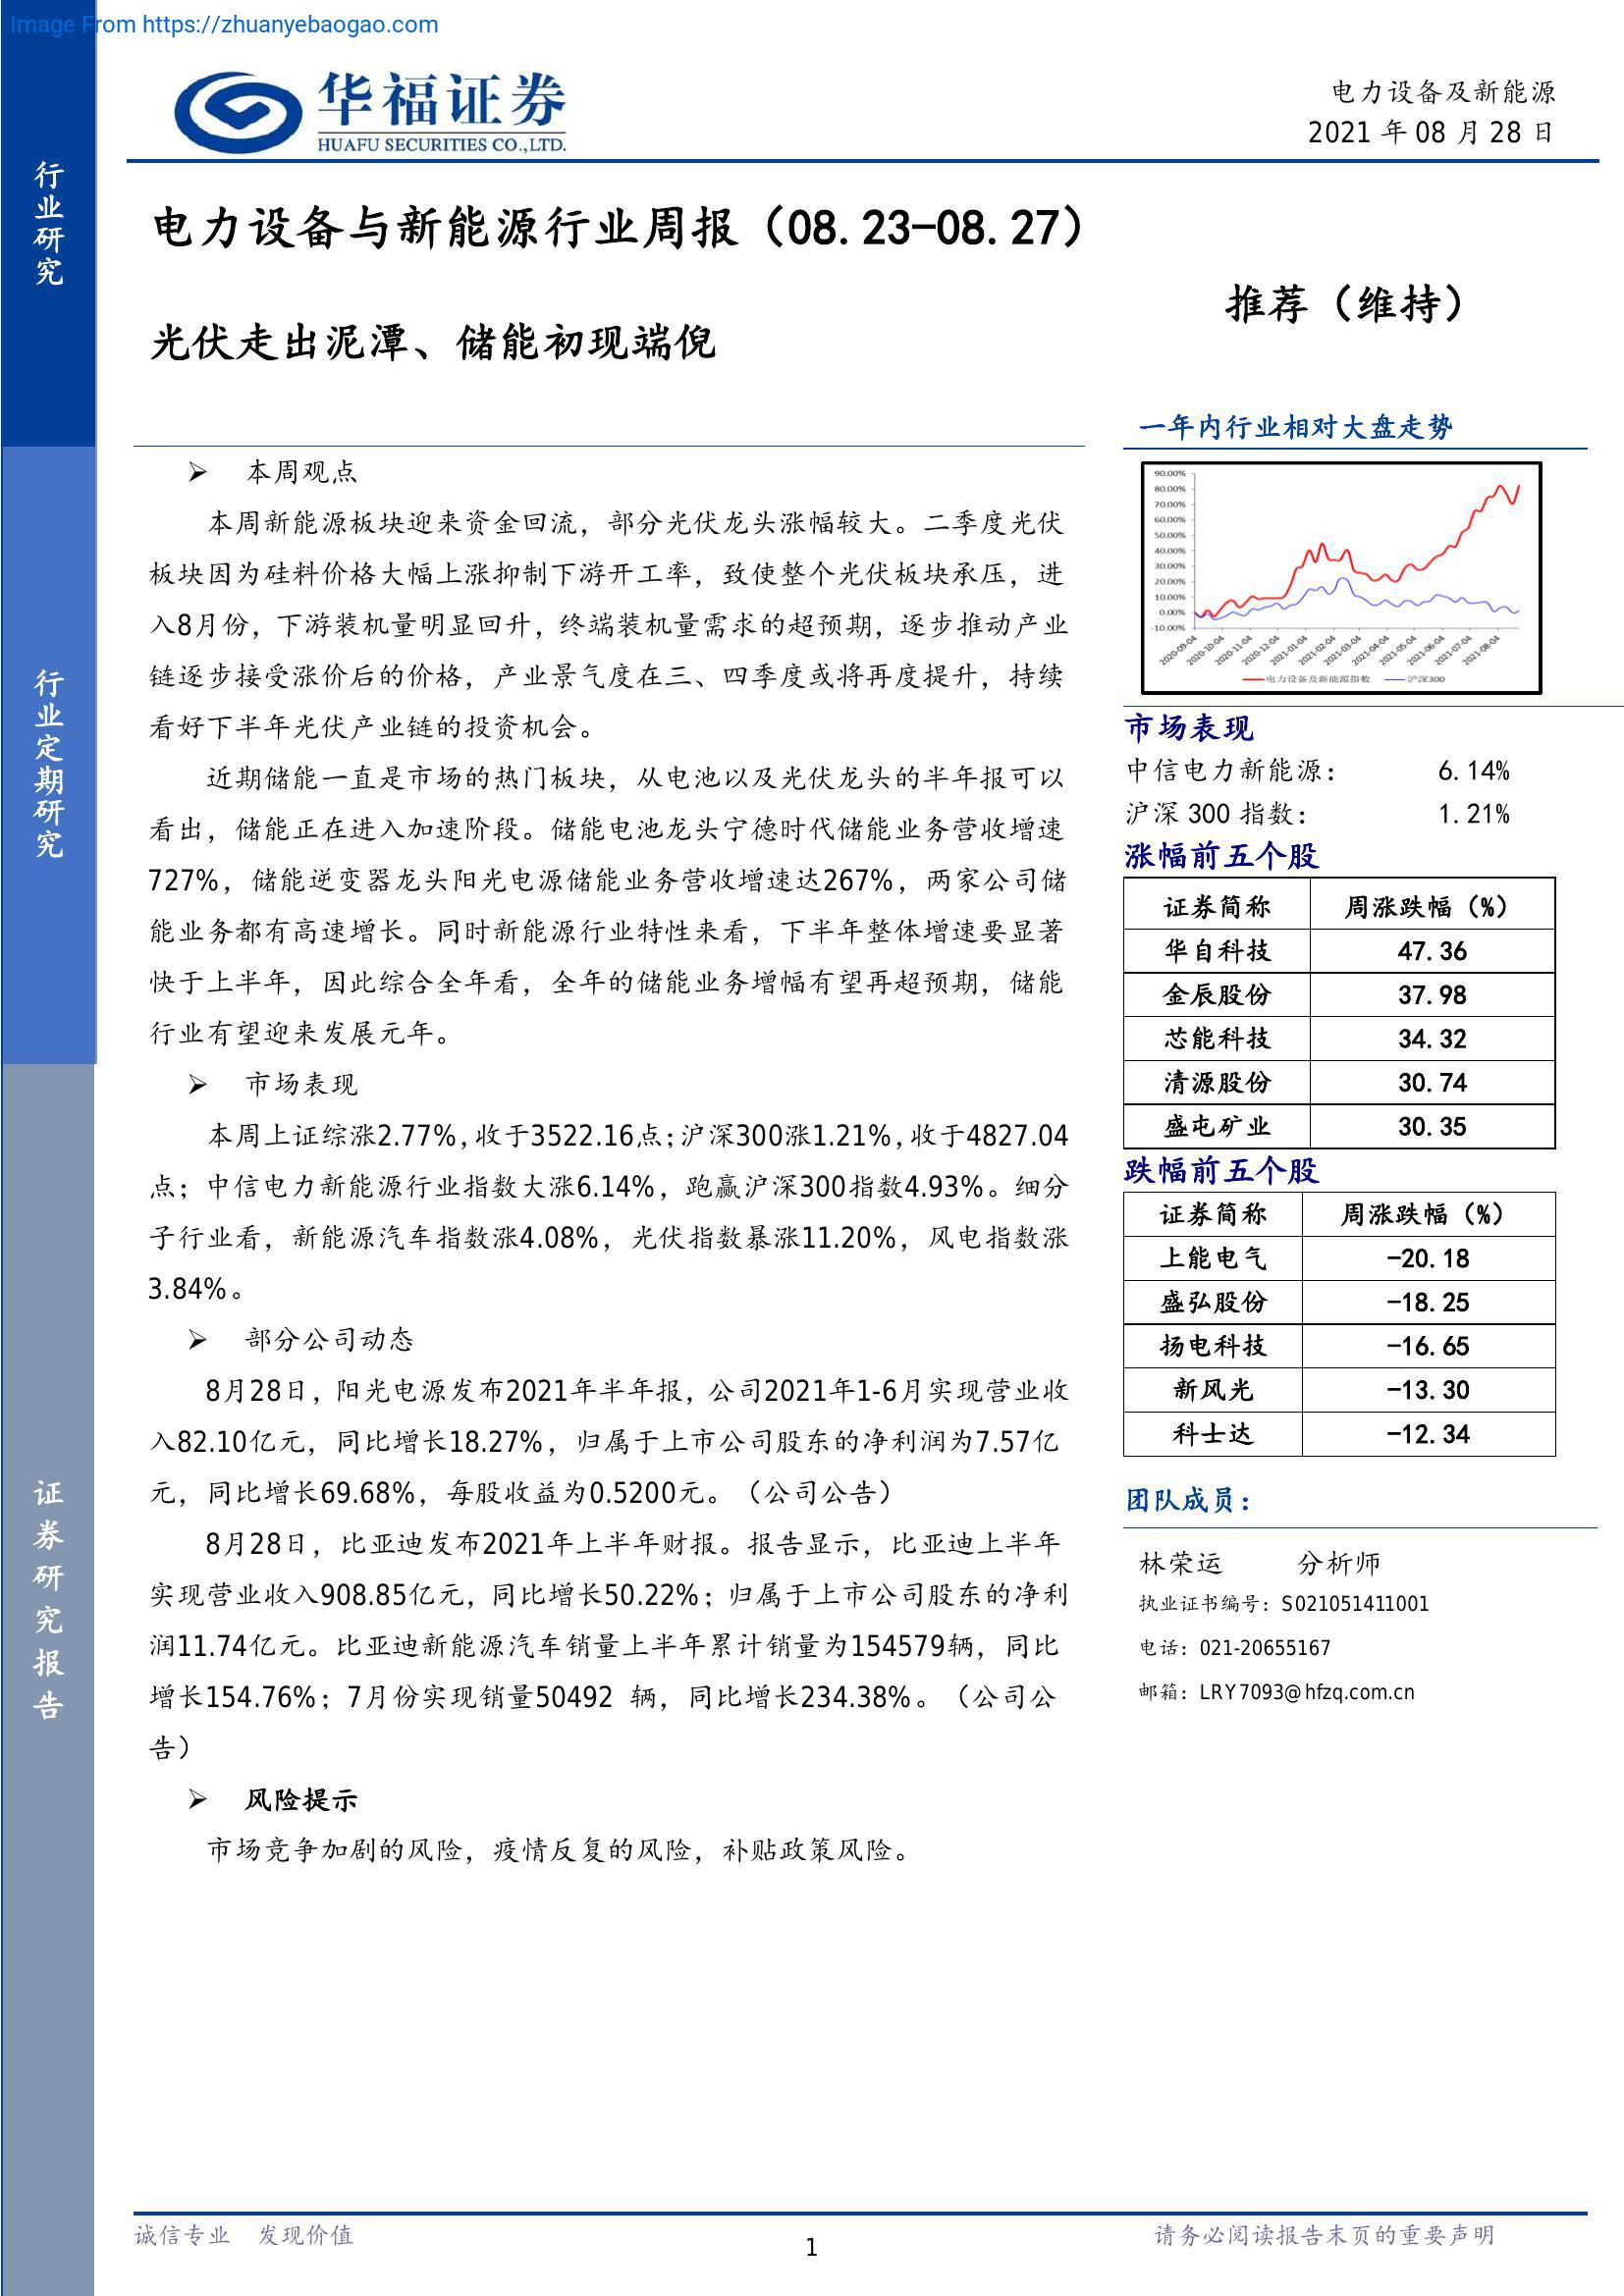 Image From https://zhuanyebaogao.com
华福证券
HUAFU SECURITIES CO.,LTD.
电力设备及新能源
2021 年 08 月 28 日
行业研究
行业定期研究
证券研究报告
电力设备与新能源行业周报（08.23-08.27）
光伏走出泥潭、储能初现端倪
推荐（维持）
➢ 本周观点
本周新能源板块迎来资金回流，部分光伏龙头涨幅较大。二季度光伏
板块因为硅料价格大幅上涨抑制下游开工率，致使整个光伏板块承压，进
入8月份，下游装机量明显回升，终端装机量需求的超预期，逐步推动产业
链逐步接受涨价后的价格，产业景气度在三、四季度或将再度提升，持续
看好下半年光伏产业链的投资机会。
近期储能一直是市场的热门板块，从电池以及光伏龙头的半年报可以
看出，储能正在进入加速阶段。储能电池龙头宁德时代储能业务营收增速
727%，储能逆变器龙头阳光电源储能业务营收增速达267%，两家公司储
能业务都有高速增长。同时新能源行业特性来看，下半年整体增速要显著
快于上半年，因此综合全年看，全年的储能业务增幅有望再超预期，储能
行业有望迎来发展元年。
➢ 市场表现
本周上证综涨2.77%，收于3522.16点；沪深300涨1.21%，收于4827.04
点；中信电力新能源行业指数大涨6.14%，跑赢沪深300指数4.93%。细分
子行业看，新能源汽车指数涨4.08%，光伏指数暴涨11.20%，风电指数涨
3.84%。
➢ 部分公司动态
8月28日，阳光电源发布2021年半年报，公司2021年1-6月实现营业收
入82.10亿元，同比增长18.27%，归属于上市公司股东的净利润为7.57亿
元，同比增长69.68%，每股收益为0.5200元。（公司公告）
8月28日，比亚迪发布2021年上半年财报。报告显示，比亚迪上半年
实现营业收入908.85亿元，同比增长50.22%；归属于上市公司股东的净利
润11.74亿元。比亚迪新能源汽车销量上半年累计销量为154579辆，同比
增长154.76%；7月份实现销量50492 辆，同比增长234.38%。（公司公
告）
➢ 风险提示
市场竞争加剧的风险，疫情反复的风险，补贴政策风险。
一年内行业相对大盘走势
90.00%
80.00%
70.00%
60.00%
50.00%
40.00%
30.00%
20.00%
10.00%
0.00%
-10.00%
2020-09-04
2020-10-04
2020-11-04
2020-12-04
2021-01-04
2021-02-04
2021-03-04
2021-04-04
2021-05-04
2021-06-04
2021-07-04
2021-08-04
电力设备及新能源指数 沪深300
市场表现
中信电力新能源： 6.14%
沪深 300 指数： 1.21%
涨幅前五个股
证券简称 周涨跌幅（%）
华自科技 47.36
金辰股份 37.98
芯能科技 34.32
清源股份 30.74
盛屯矿业 30.35
跌幅前五个股
证券简称 周涨跌幅（%）
上能电气 -20.18
盛弘股份 -18.25
扬电科技 -16.65
新风光 -13.30
科士达 -12.34
团队成员：
林荣运 分析师
执业证书编号：S021051411001
电话：021-20655167
邮箱：LRY7093@hfzq.com.cn
诚信专业 发现价值
1
请务必阅读报告末页的重要声明